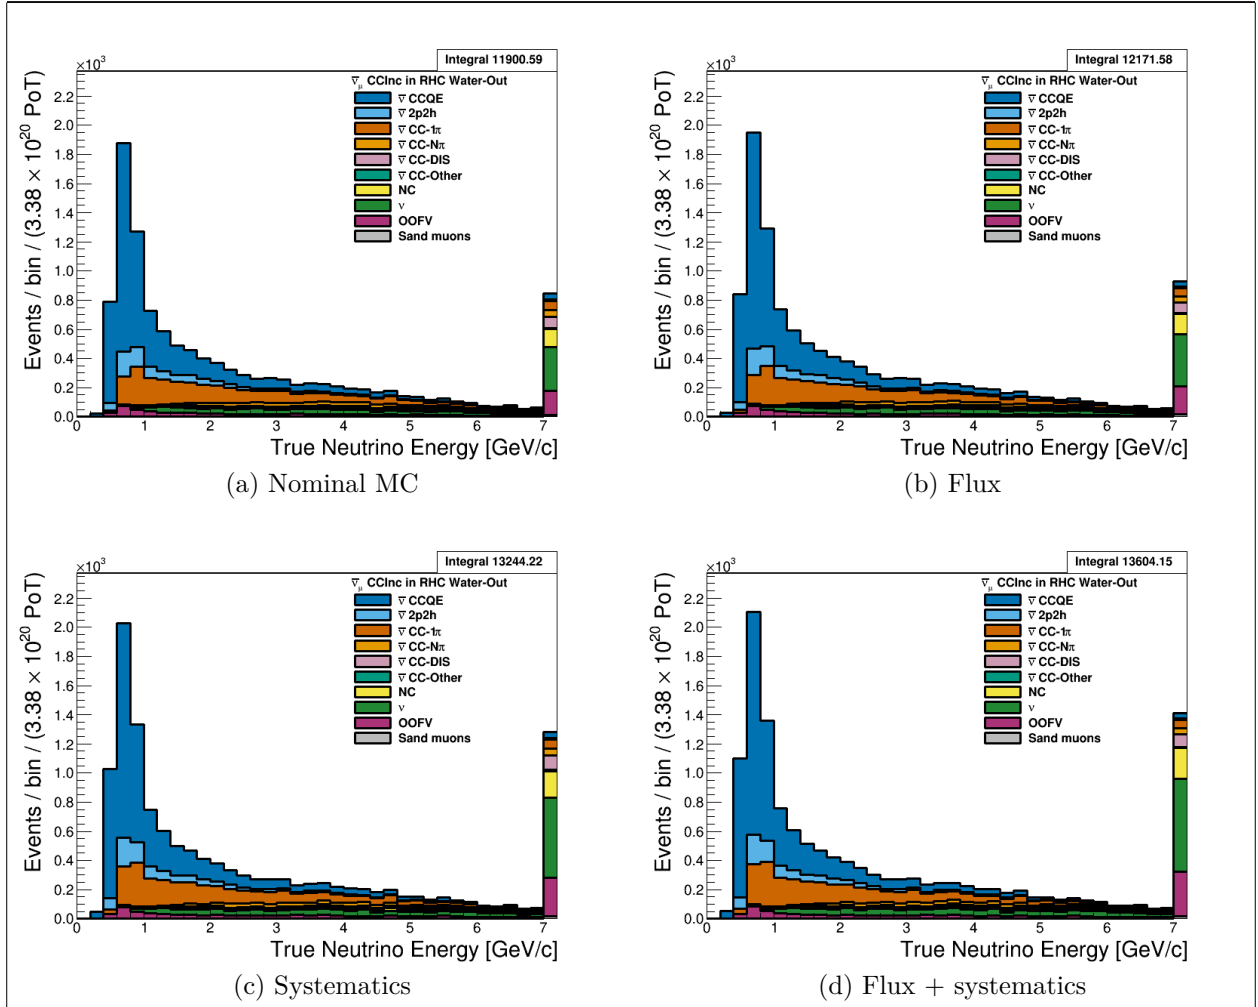 Integral 11900.59
×10³
ν̄μ CCInc in RHC Water-Out
ν̄ CCQE
ν̄ 2p2h
ν̄ CC-1π
ν̄ CC-Nπ
ν̄ CC-DIS
ν̄ CC-Other
NC
ν
OOFV
Sand muons
Events / bin / (3.38 × 10²⁰ PoT)
2.2
2.0
1.8
1.6
1.4
1.2
1.0
0.8
0.6
0.4
0.2
0.0
0 1 2 3 4 5 6 7
True Neutrino Energy [GeV/c]
(a) Nominal MC
Integral 12171.58
×10³
ν̄μ CCInc in RHC Water-Out
ν̄ CCQE
ν̄ 2p2h
ν̄ CC-1π
ν̄ CC-Nπ
ν̄ CC-DIS
ν̄ CC-Other
NC
ν
OOFV
Sand muons
Events / bin / (3.38 × 10²⁰ PoT)
2.2
2.0
1.8
1.6
1.4
1.2
1.0
0.8
0.6
0.4
0.2
0.0
0 1 2 3 4 5 6 7
True Neutrino Energy [GeV/c]
(b) Flux
Integral 13244.22
×10³
ν̄μ CCInc in RHC Water-Out
ν̄ CCQE
ν̄ 2p2h
ν̄ CC-1π
ν̄ CC-Nπ
ν̄ CC-DIS
ν̄ CC-Other
NC
ν
OOFV
Sand muons
Events / bin / (3.38 × 10²⁰ PoT)
2.2
2.0
1.8
1.6
1.4
1.2
1.0
0.8
0.6
0.4
0.2
0.0
0 1 2 3 4 5 6 7
True Neutrino Energy [GeV/c]
(c) Systematics
Integral 13604.15
×10³
ν̄μ CCInc in RHC Water-Out
ν̄ CCQE
ν̄ 2p2h
ν̄ CC-1π
ν̄ CC-Nπ
ν̄ CC-DIS
ν̄ CC-Other
NC
ν
OOFV
Sand muons
Events / bin / (3.38 × 10²⁰ PoT)
2.2
2.0
1.8
1.6
1.4
1.2
1.0
0.8
0.6
0.4
0.2
0.0
0 1 2 3 4 5 6 7
True Neutrino Energy [GeV/c]
(d) Flux + systematics